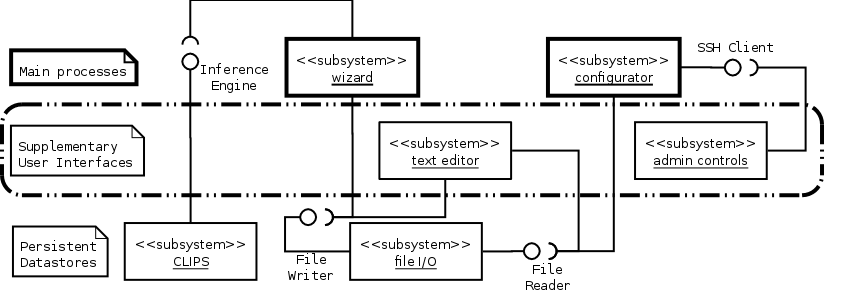 SSH Client
Main processes
Inference
Engine
<<subsystem>>
wizard
<<subsystem>>
configurator
Supplementary
User Interfaces
<<subsystem>>
text editor
<<subsystem>>
admin controls
Persistent
Datastores
<<subsystem>>
CLIPS
File
Writer
<<subsystem>>
file I/O
File
Reader